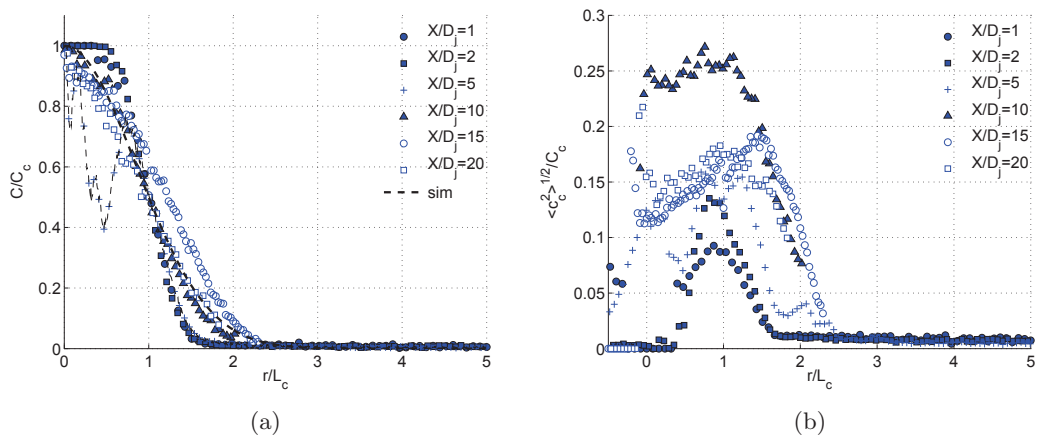 C/C_c
1
0.8
0.6
0.4
0.2
0
0 1 2 3 4 5
r/L_c
X/D_j=1
X/D_j=2
X/D_j=5
X/D_j=10
X/D_j=15
X/D_j=20
sim
(a)
<c_c^2>^{1/2}/C_c
0.3
0.25
0.2
0.15
0.1
0.05
0
0 1 2 3 4 5
r/L_c
X/D_j=1
X/D_j=2
X/D_j=5
X/D_j=10
X/D_j=15
X/D_j=20
(b)